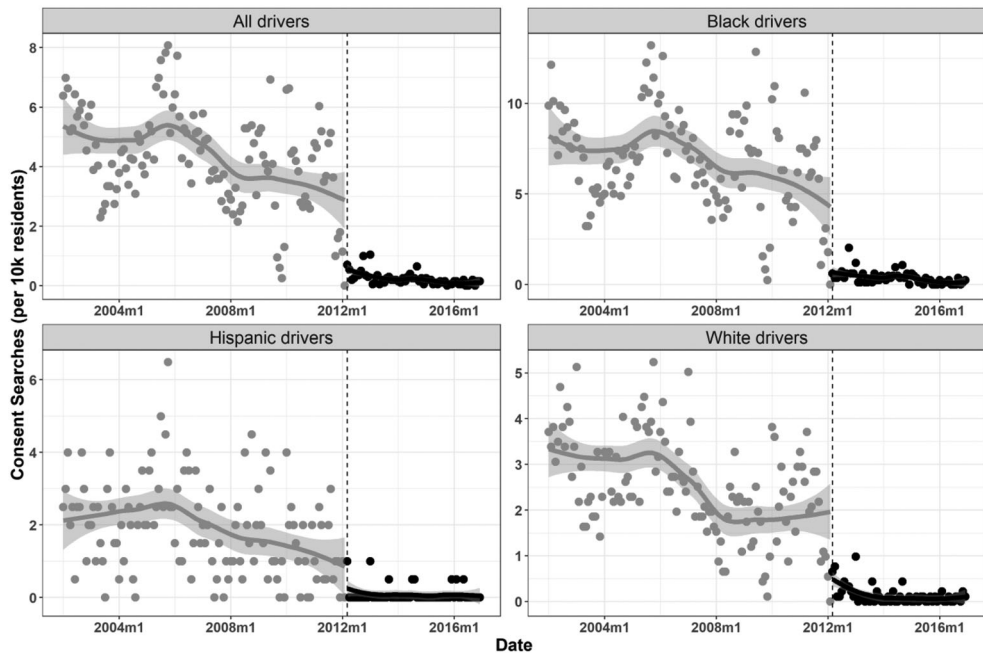 All drivers
Black drivers
8
6
4
2
0
10
5
0
2004m1
2008m1
2012m1
2016m1
2004m1
2008m1
2012m1
2016m1
Consent Searches (per 10k residents)
Hispanic drivers
White drivers
6
4
2
0
5
4
3
2
1
0
2004m1
2008m1
2012m1
2016m1
2004m1
2008m1
2012m1
2016m1
Date